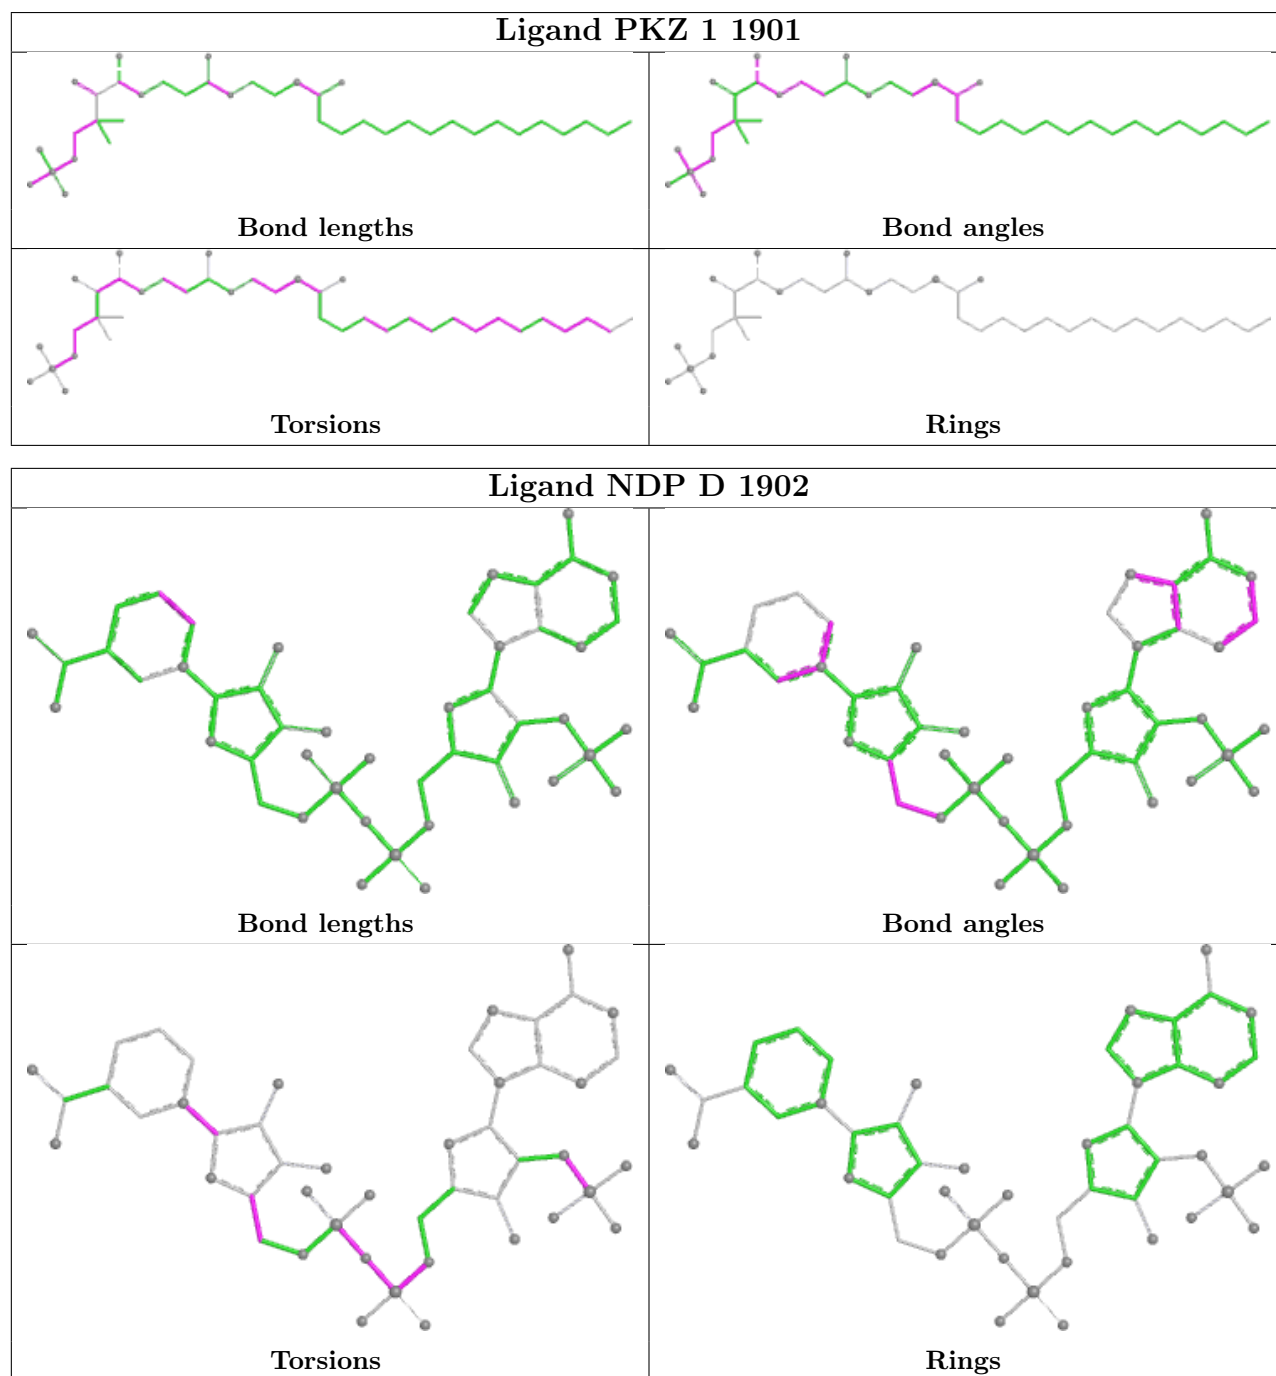 Ligand PKZ 1 1901
Bond lengths
Bond angles
Torsions
Rings
Ligand NDP D 1902
Bond lengths
Bond angles
Torsions
Rings